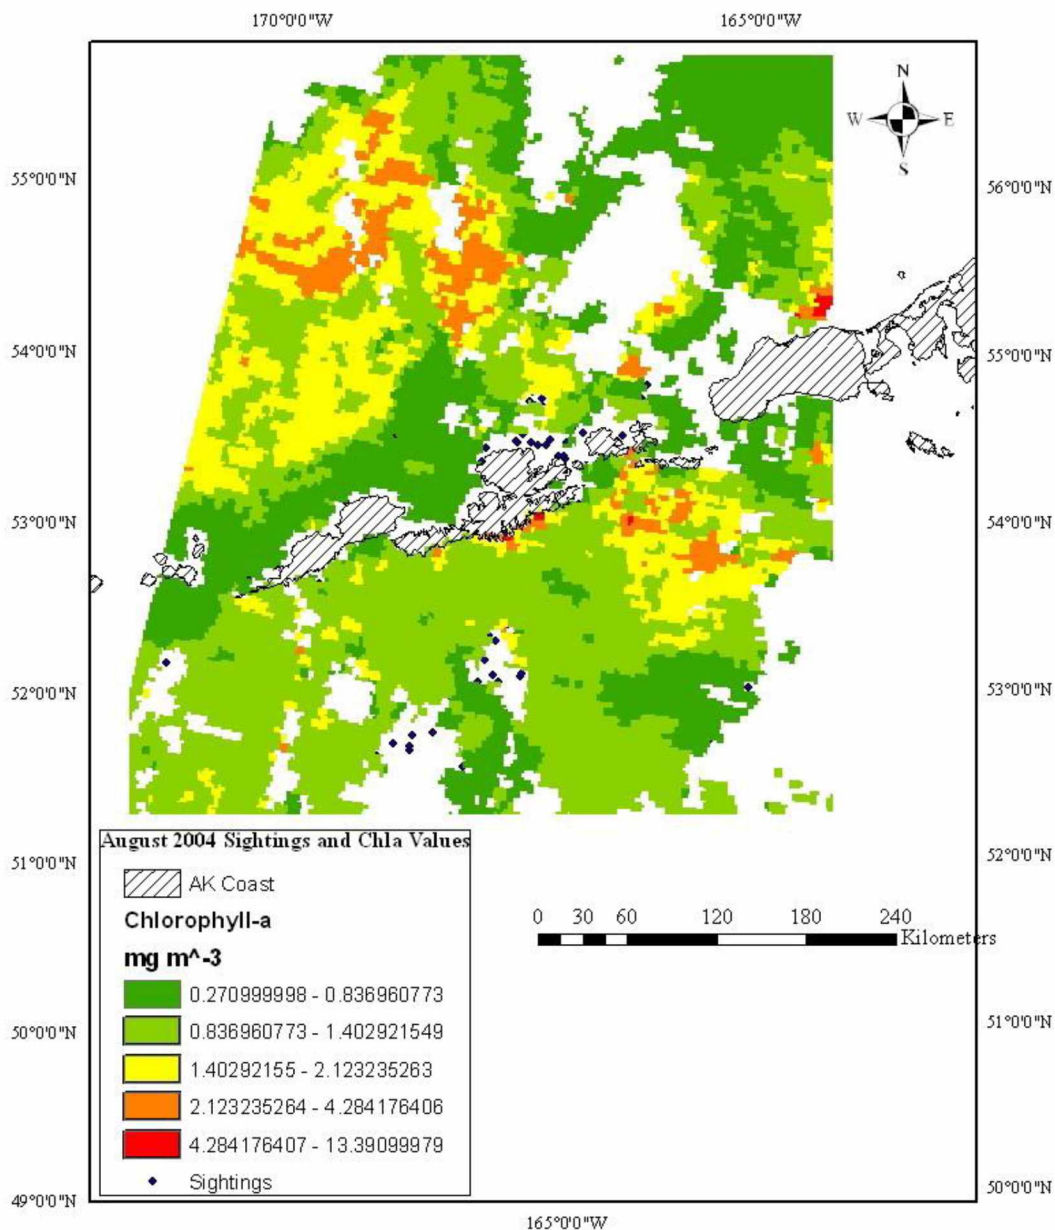 170°0'0"W 165°0'0"W
N
W E
S
55°0'0"N 56°0'0"N
54°0'0"N 55°0'0"N
53°0'0"N 54°0'0"N
52°0'0"N 53°0'0"N
August 2004 Sightings and Chla Values
51°0'0"N 52°0'0"N
AK Coast
0 30 60 120 180 240
Kilometers
Chlorophyll-a
mg m^-3
0.270999998 - 0.836960773
50°0'0"N 51°0'0"N
0.836960773 - 1.402921549
1.40292155 - 2.123235263
2.123235264 - 4.284176406
4.284176407 - 13.39099979
Sightings
49°0'0"N 50°0'0"N
165°0'0"W